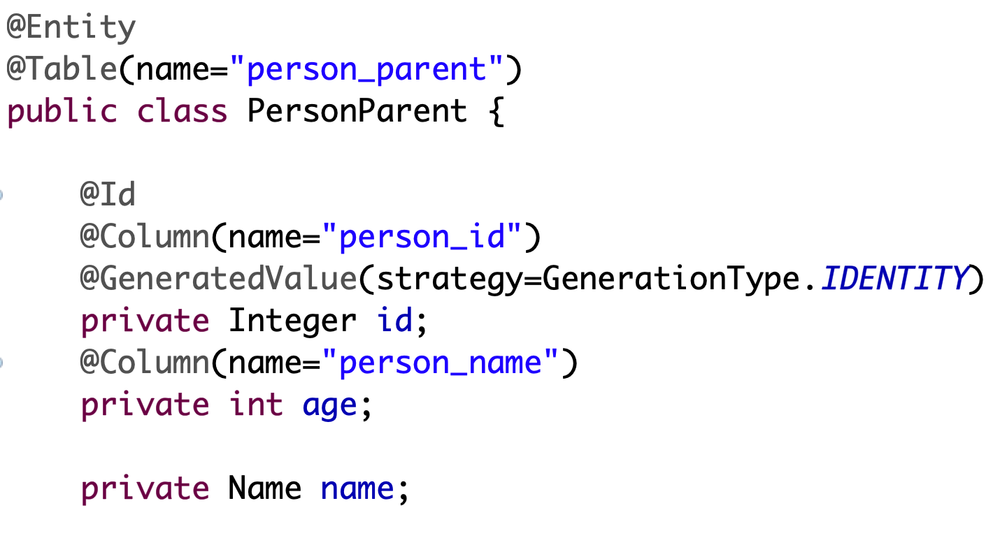 @Entity
@Table(name="person_parent")
public class PersonParent {
@Id
@Column(name="person_id")
@GeneratedValue(strategy=GenerationType.IDENTITY)
private Integer id;
@Column(name="person_name")
private int age;
private Name name;